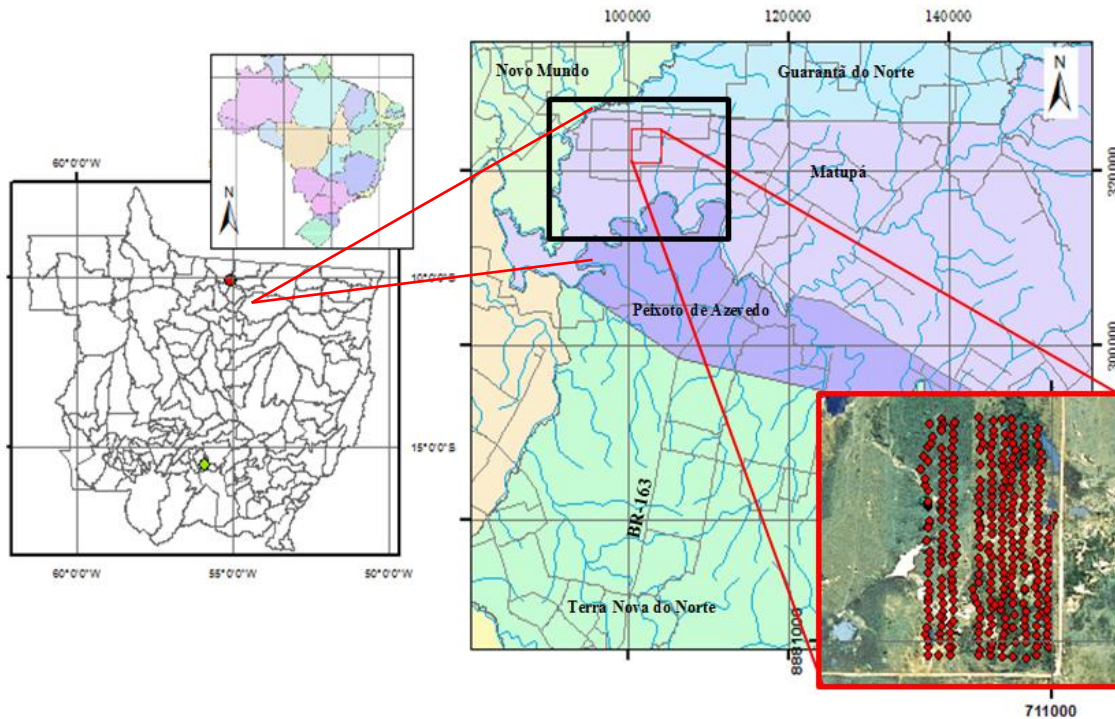 100000
120000
140000
N
Novo Mundo
Guarantã do Norte
Matupá
320000
60°0'0"W
N
10°0'0"S
Peixoto de Azevedo
300000
15°0'0"S
BR-163
60°0'0"W
55°0'0"W
50°0'0"W
Terra Nova do Norte
8881000
711000